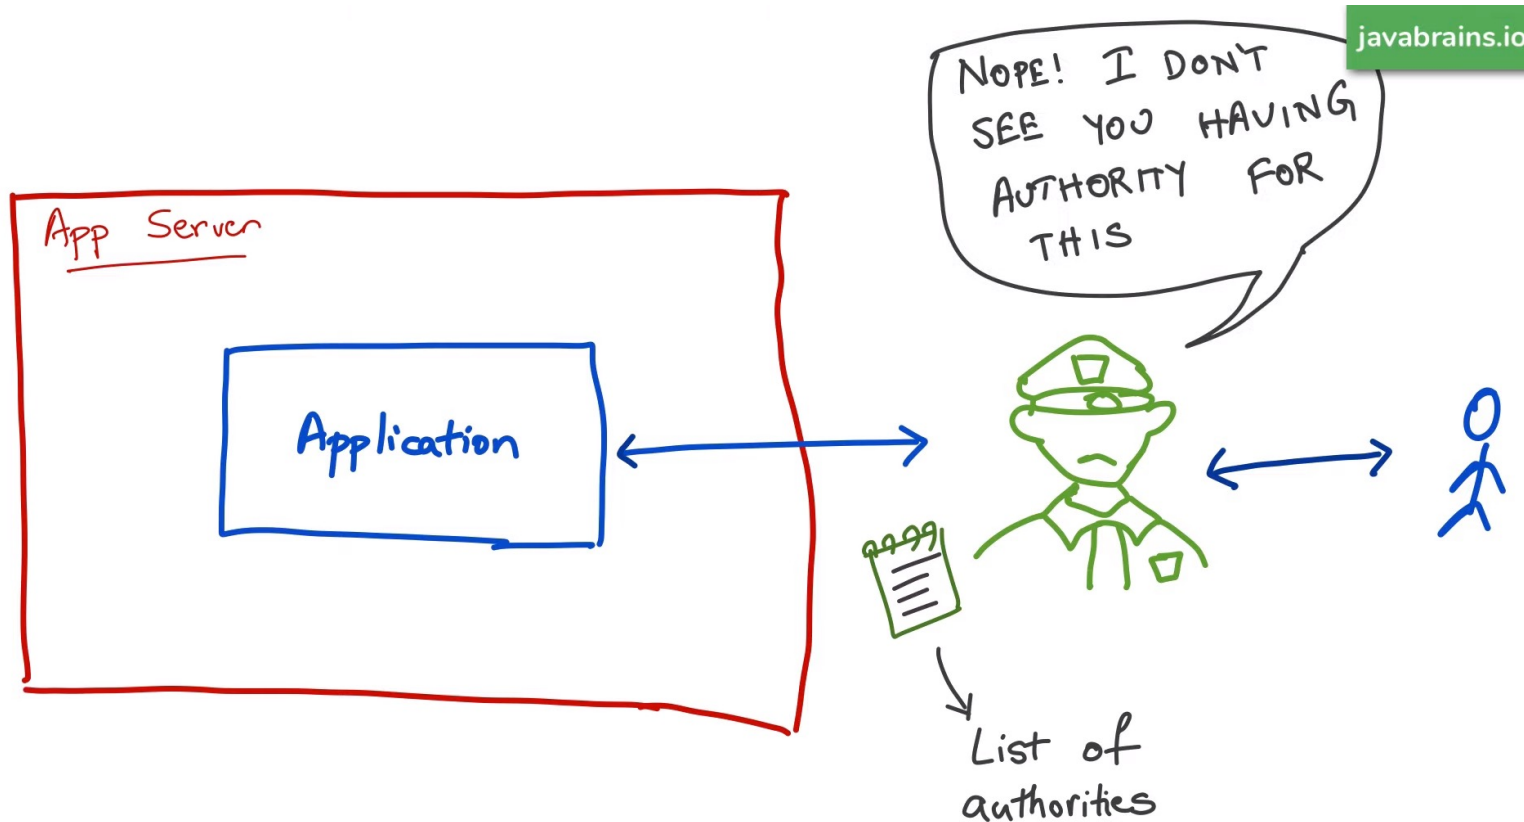 javabrains.io
NOPE! I DON'T
SEE YOU HAVING
AUTHORITY FOR
THIS
App Server
Application
List of
authorities